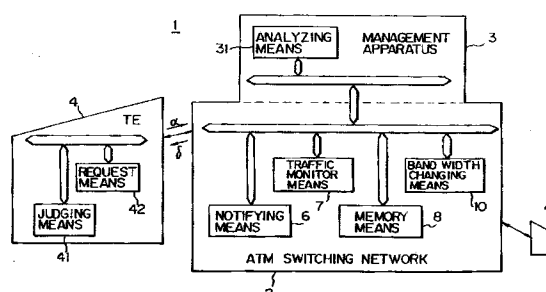 1
ANALYZING
MEANS
31
MANAGEMENT
APPARATUS
3
4
TE
α
δ
REQUEST
MEANS
42
JUDGING
MEANS
41
TRAFFIC
MONITOR
MEANS
7
BAND WIDTH
CHANGING
MEANS
10
NOTIFYING
MEANS
6
MEMORY
MEANS
8
ATM SWITCHING NETWORK